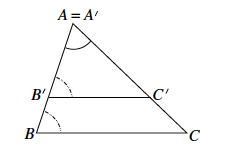 A = A′
B′ C′
B C